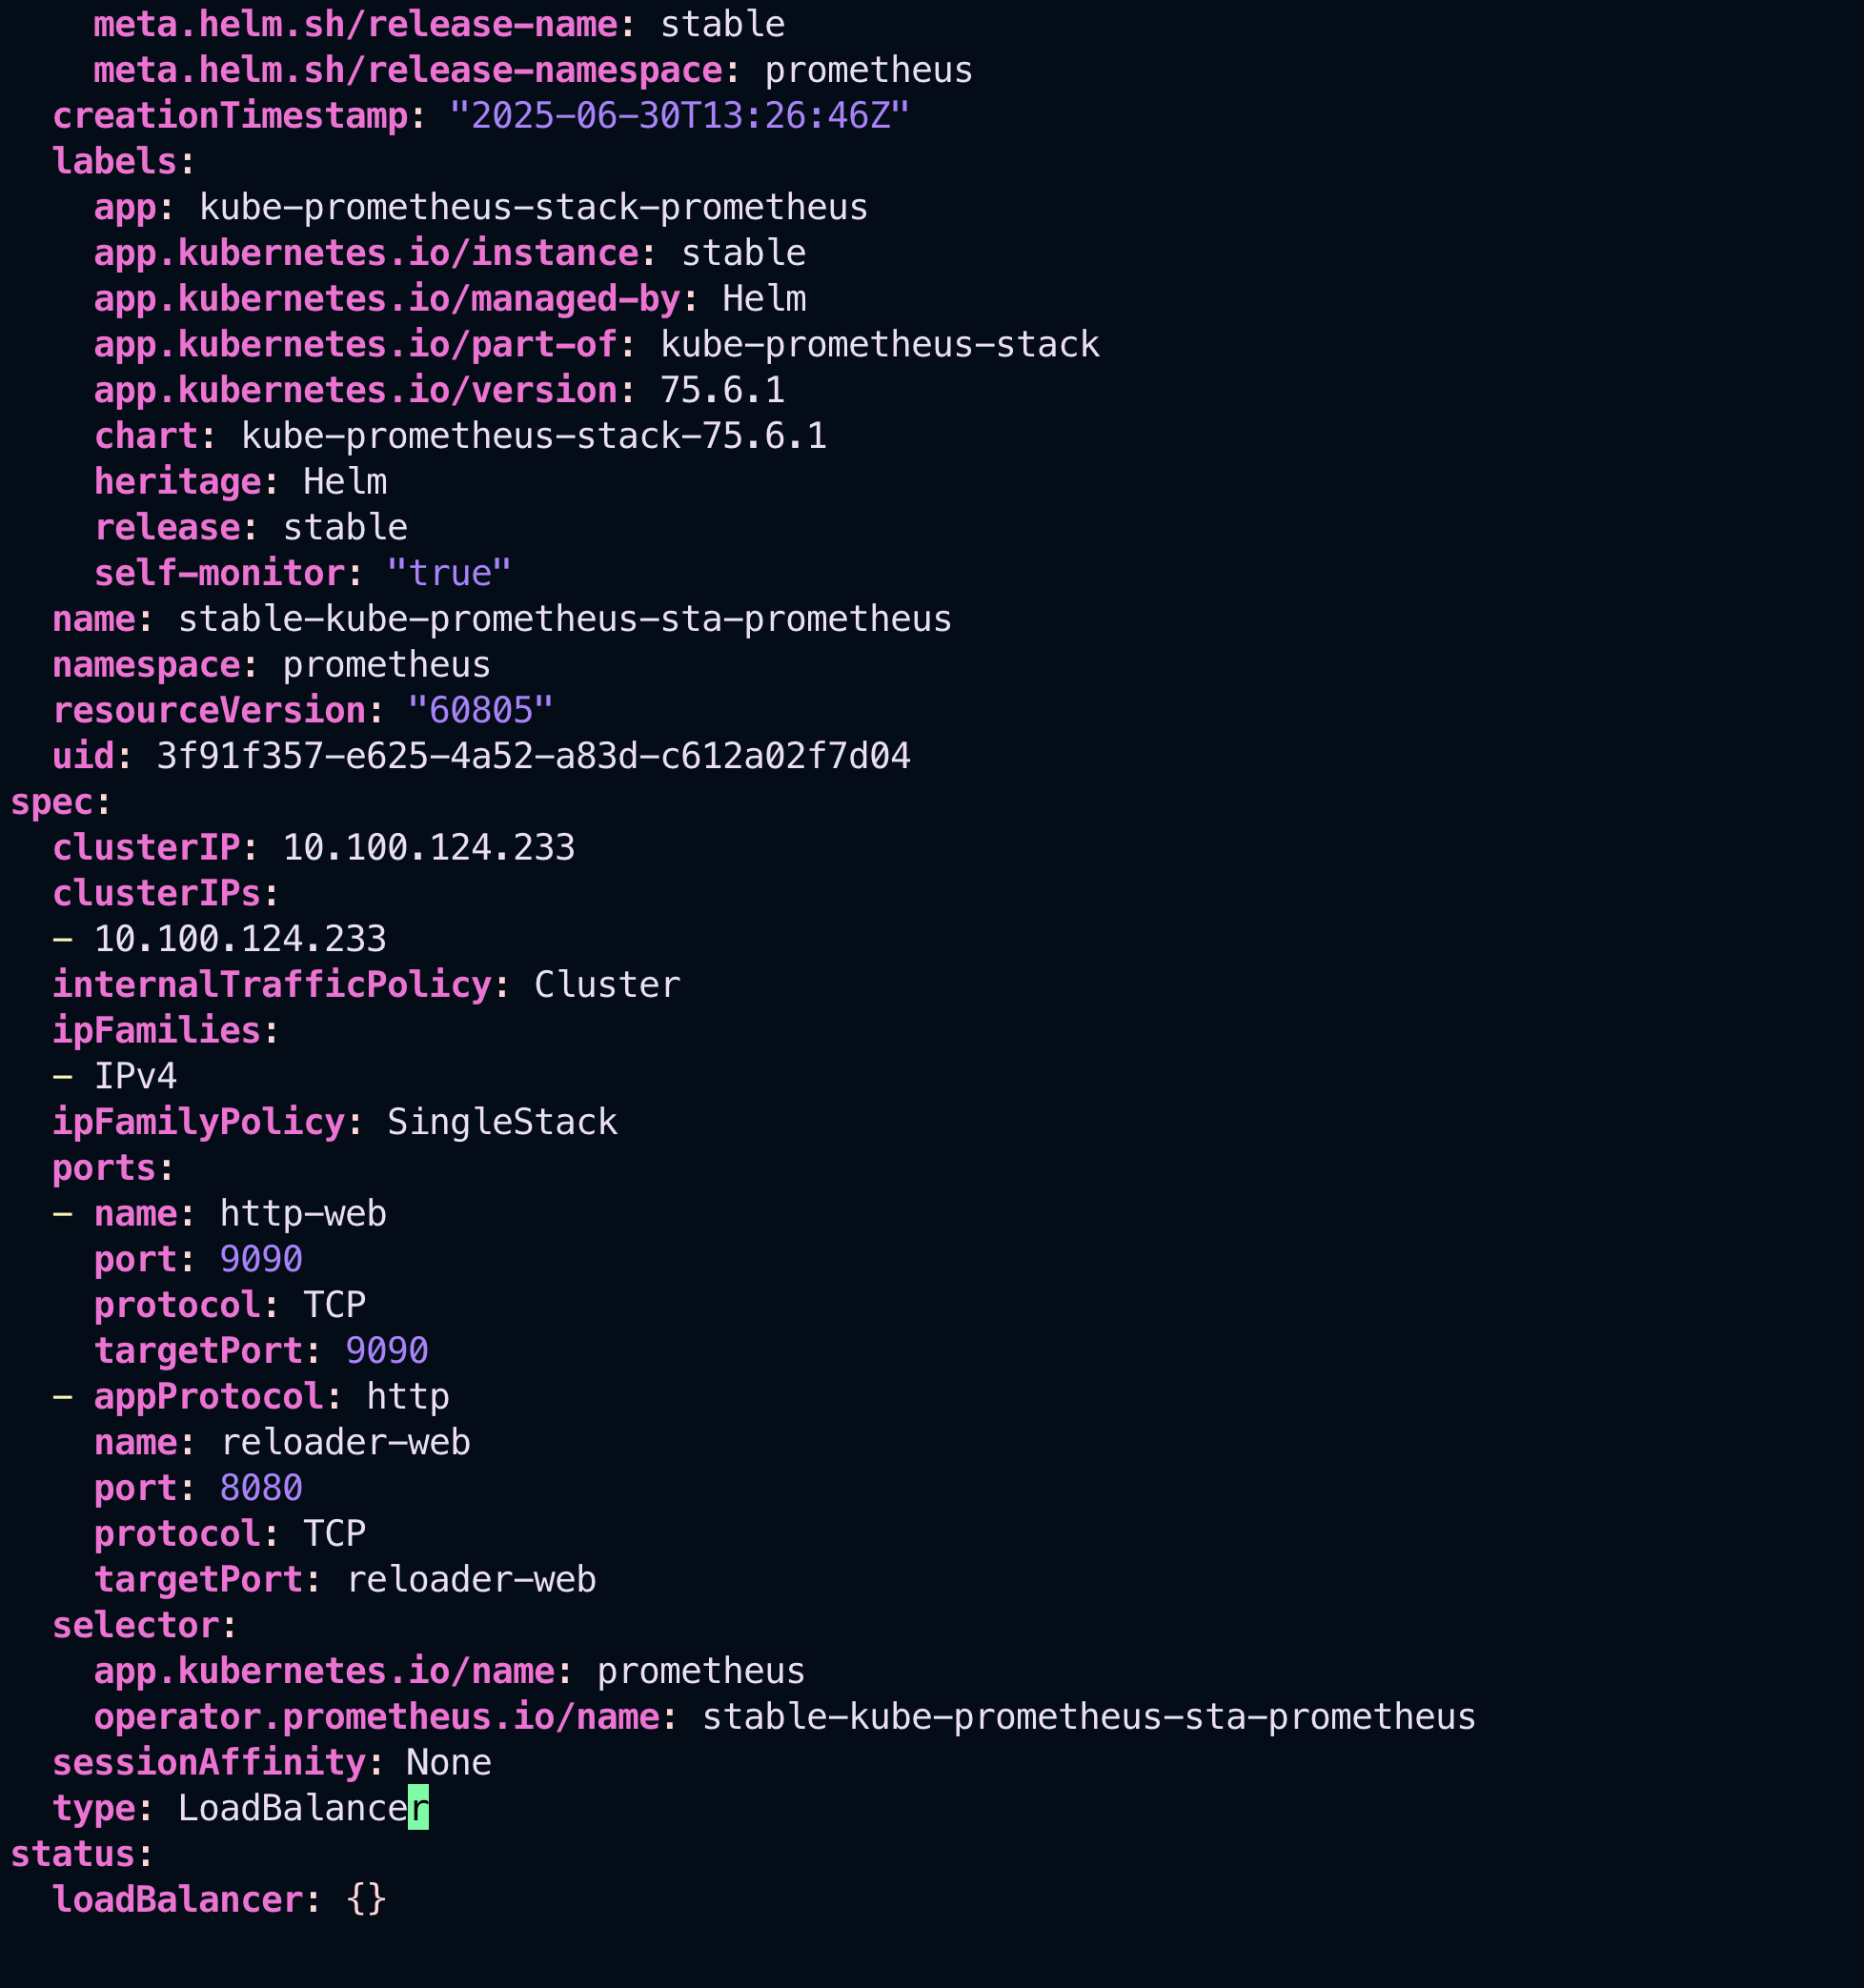 meta.helm.sh/release-name: stable
    meta.helm.sh/release-namespace: prometheus
  creationTimestamp: "2025-06-30T13:26:46Z"
  labels:
    app: kube-prometheus-stack-prometheus
    app.kubernetes.io/instance: stable
    app.kubernetes.io/managed-by: Helm
    app.kubernetes.io/part-of: kube-prometheus-stack
    app.kubernetes.io/version: 75.6.1
    chart: kube-prometheus-stack-75.6.1
    heritage: Helm
    release: stable
    self-monitor: "true"
  name: stable-kube-prometheus-sta-prometheus
  namespace: prometheus
  resourceVersion: "60805"
  uid: 3f91f357-e625-4a52-a83d-c612a02f7d04
spec:
  clusterIP: 10.100.124.233
  clusterIPs:
  - 10.100.124.233
  internalTrafficPolicy: Cluster
  ipFamilies:
  - IPv4
  ipFamilyPolicy: SingleStack
  ports:
  - name: http-web
    port: 9090
    protocol: TCP
    targetPort: 9090
  - appProtocol: http
    name: reloader-web
    port: 8080
    protocol: TCP
    targetPort: reloader-web
  selector:
    app.kubernetes.io/name: prometheus
    operator.prometheus.io/name: stable-kube-prometheus-sta-prometheus
  sessionAffinity: None
  type: LoadBalancer
status:
  loadBalancer: {}